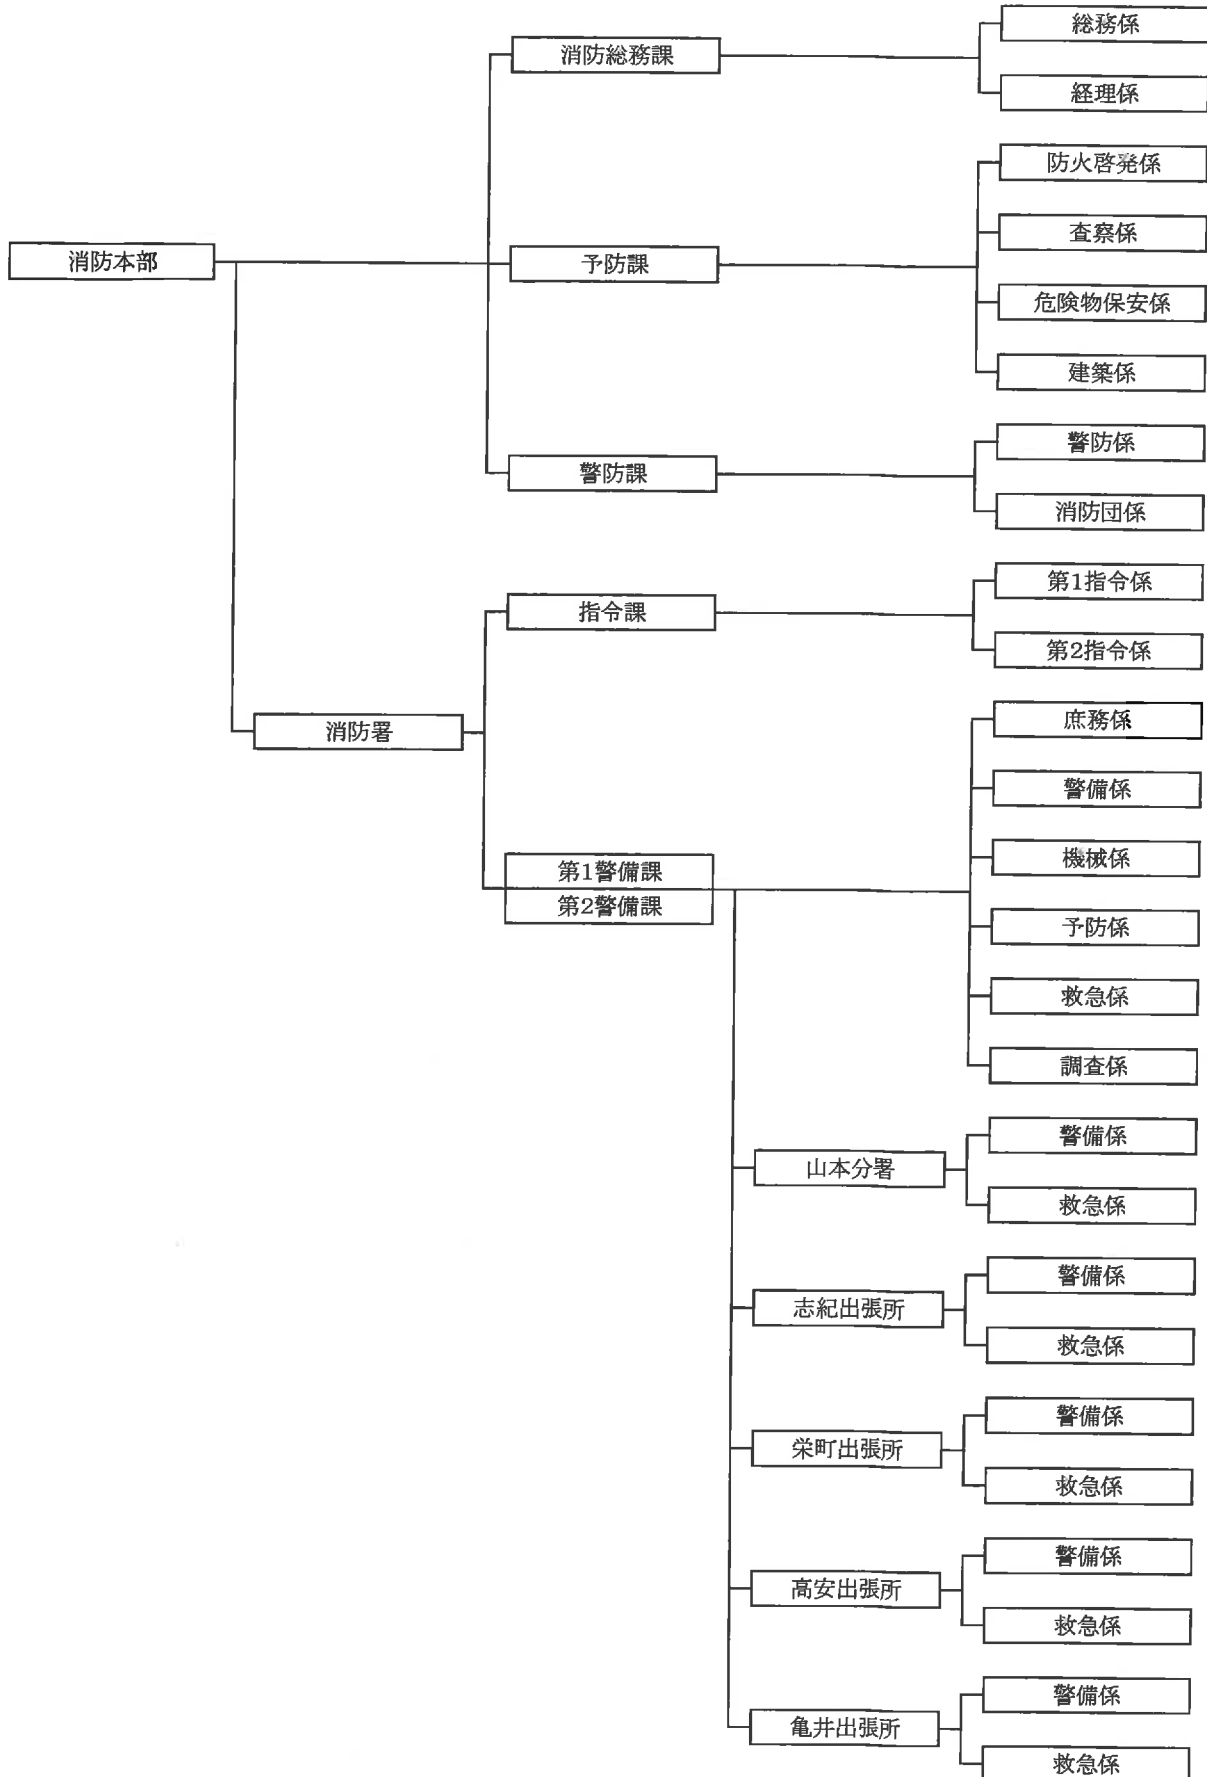 消防本部
消防総務課
総務係
経理係
予防課
防火啓発係
査察係
危険物保安係
建築係
警防課
警防係
消防団係
消防署
指令課
第1指令係
第2指令係
第1警備課
第2警備課
庶務係
警備係
機械係
予防係
救急係
調査係
山本分署
警備係
救急係
志紀出張所
警備係
救急係
栄町出張所
警備係
救急係
高安出張所
警備係
救急係
亀井出張所
警備係
救急係